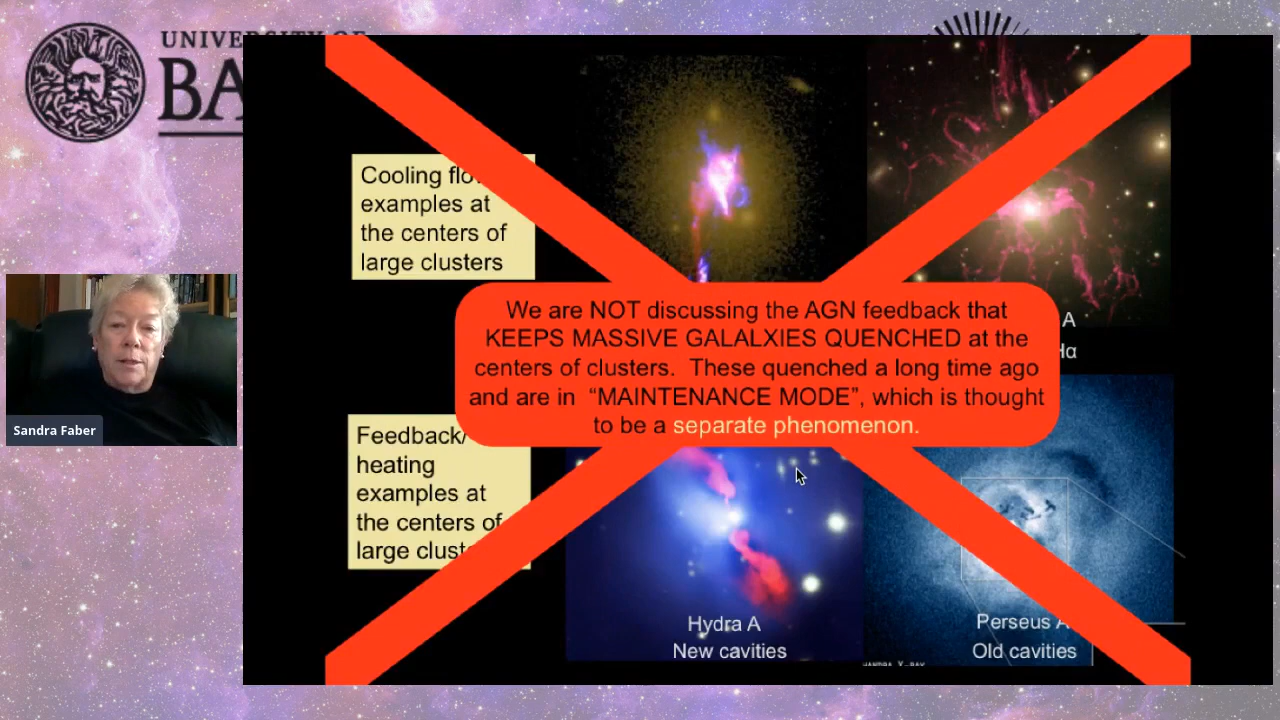 UNIVERSITY OF
BA
Cooling flo
examples at
the centers of
large clusters
We are NOT discussing the AGN feedback that
KEEPS MASSIVE GALALXIES QUENCHED at the
centers of clusters. These quenched a long time ago
and are in “MAINTENANCE MODE”, which is thought
to be a separate phenomenon.
A
Hα
Sandra Faber
Feedback/
heating
examples at
the centers of
large clust
Hydra A
New cavities
Perseus A
Old cavities
CHANDRA X-RAY